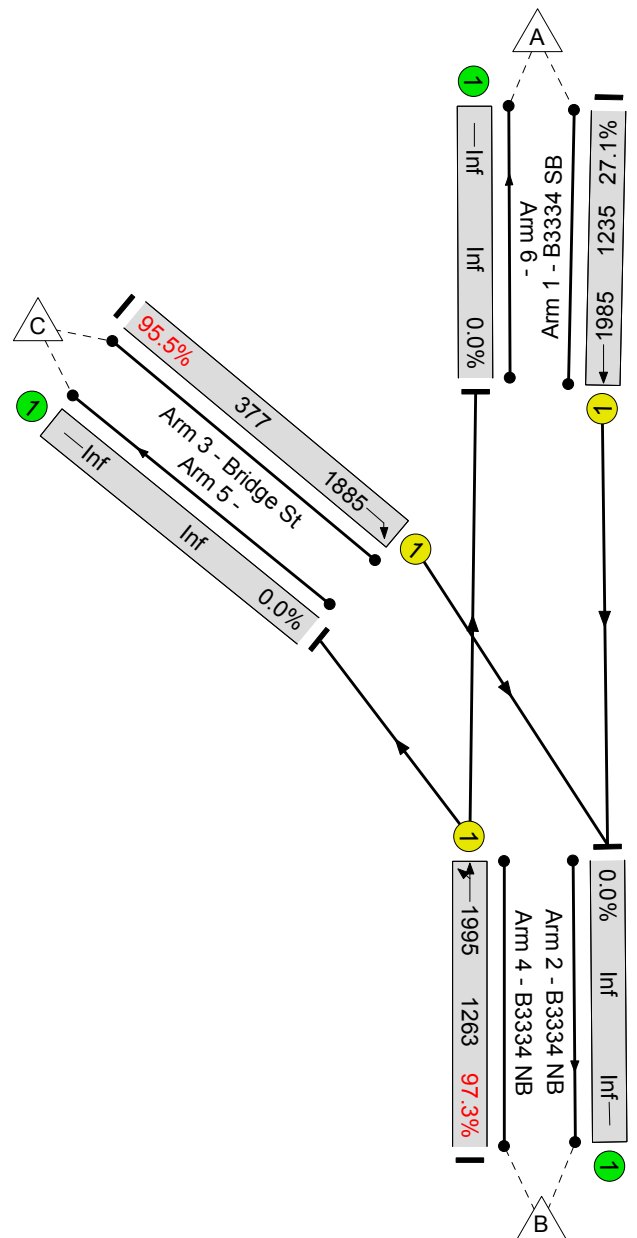 A
1
1
Inf
Inf
0.0%
Arm 6 -
Arm 1 - B3334 SB
27.1%
1235
1985
1
C
95.5%
377
1885
1
Arm 3 - Bridge St
Arm 5 -
1
Inf
Inf
0.0%
1
1995
1263
97.3%
Arm 4 - B3334 NB
Arm 2 - B3334 NB
0.0%
Inf
Inf
1
B